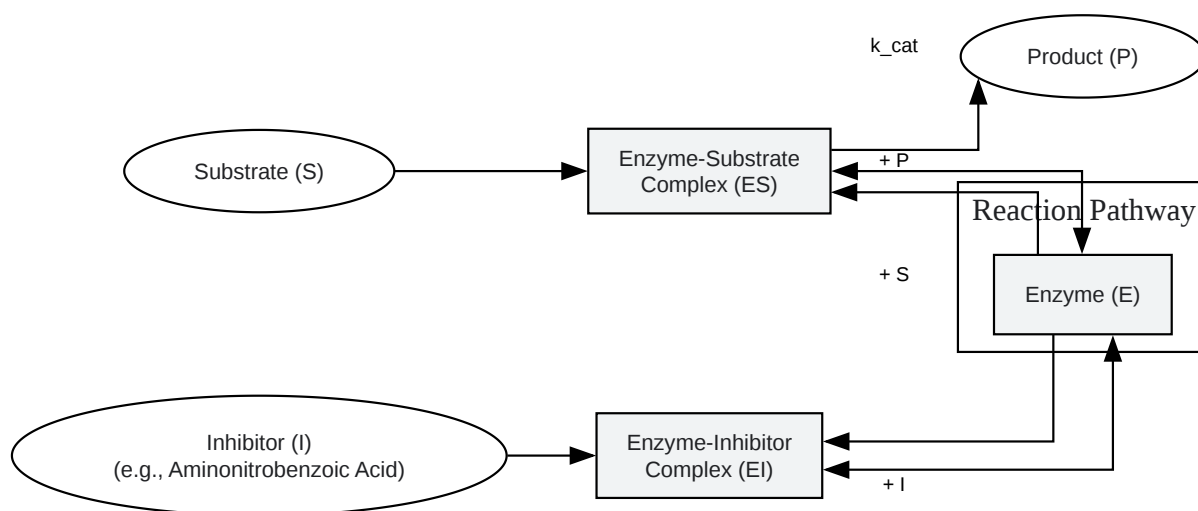 k_cat
Product (P)
Substrate (S)
Enzyme-Substrate
Complex (ES)
+ P
Reaction Pathway
+ S
Enzyme (E)
Inhibitor (I)
(e.g., Aminonitrobenzoic Acid)
Enzyme-Inhibitor
Complex (EI)
+ I